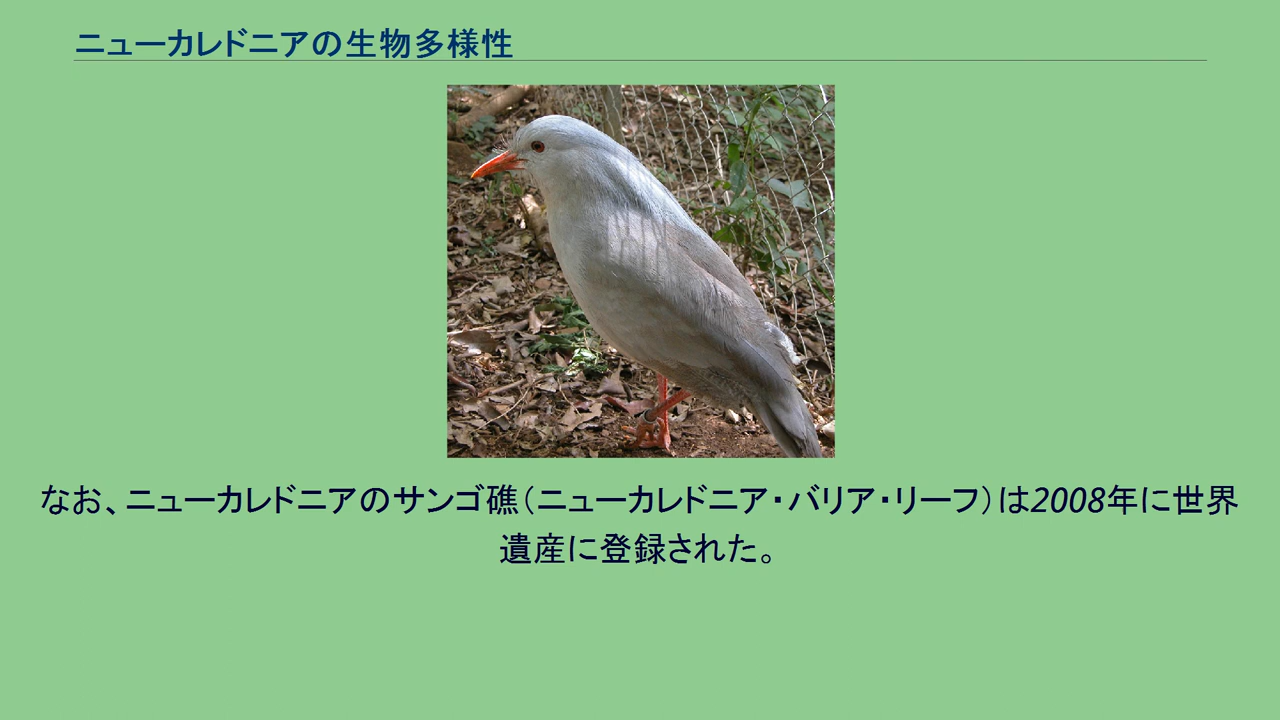 ニューカレドニアの生物多様性
なお、ニューカレドニアのサンゴ礁（ニューカレドニア・バリア・リーフ）は2008年に世界
遺産に登録された。